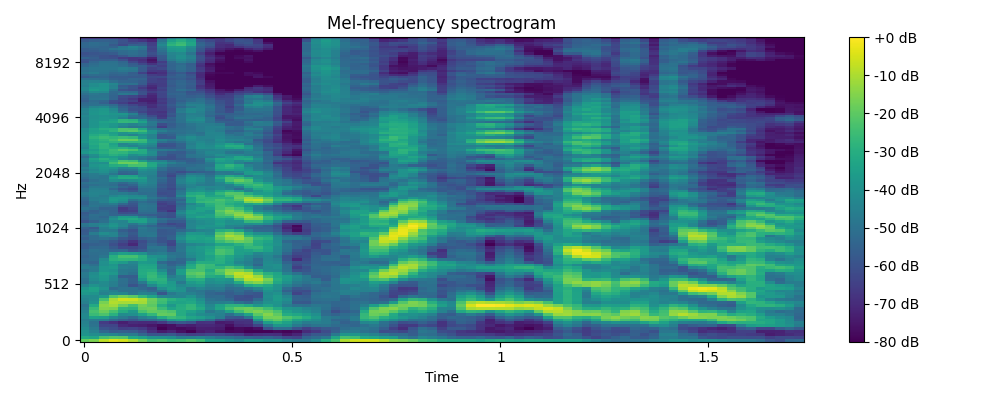 Mel-frequency spectrogram
Hz
8192
4096
2048
1024
512
0
0
0.5
1
1.5
Time
+0 dB
-10 dB
-20 dB
-30 dB
-40 dB
-50 dB
-60 dB
-70 dB
-80 dB